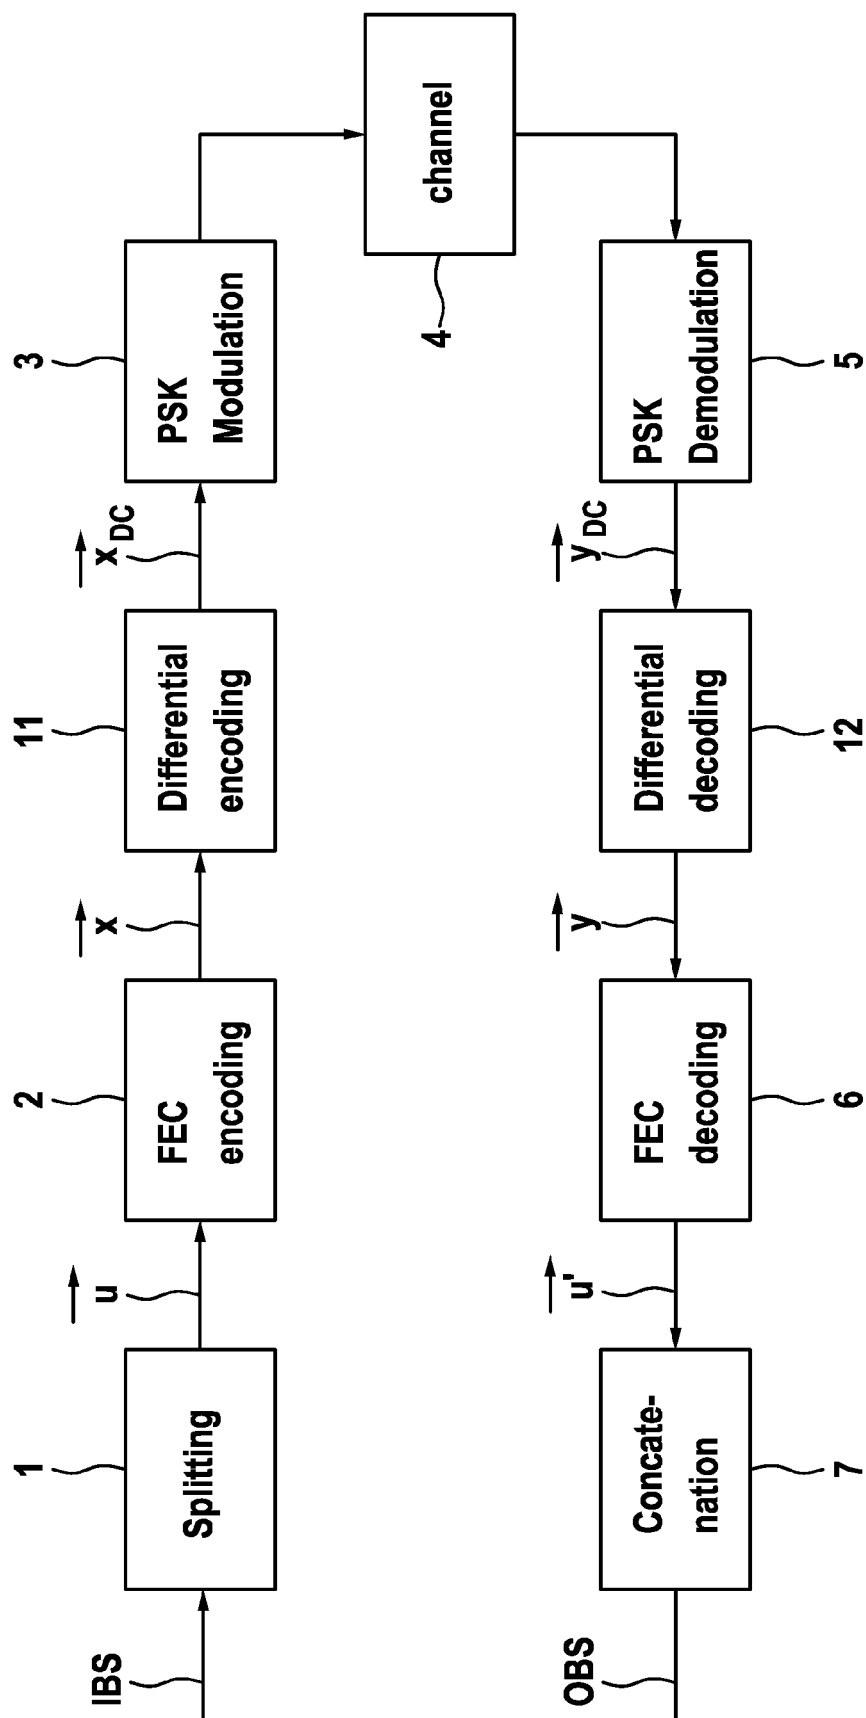 IBS
1
Splitting
u
2
FEC
encoding
x
11
Differential
encoding
x DC
3
PSK
Modulation
channel
4
PSK
Demodulation
5
y DC
Differential
decoding
12
y
FEC
decoding
6
u'
Concate-
nation
7
OBS